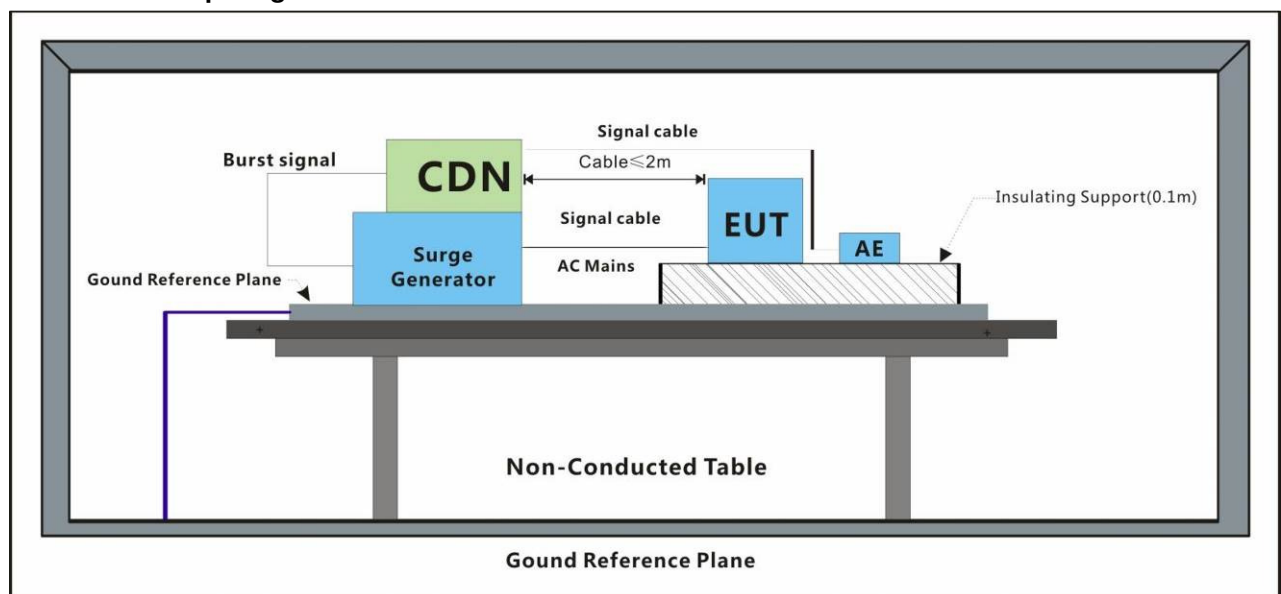 Signal cable
Burst signal
CDN
Cable≤2m
Insulating Support(0.1m)
Signal cable
EUT
AE
Surge
Generator
AC Mains
Gound Reference Plane
Non-Conducted Table
Gound Reference Plane